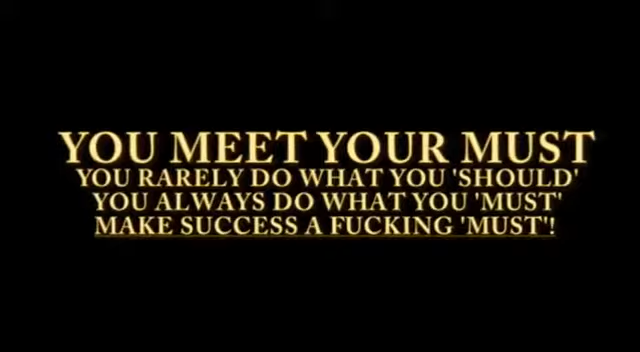 YOU MEET YOUR MUST
YOU RARELY DO WHAT YOU 'SHOULD'
YOU ALWAYS DO WHAT YOU 'MUST'
MAKE SUCCESS A FUCKING 'MUST'!